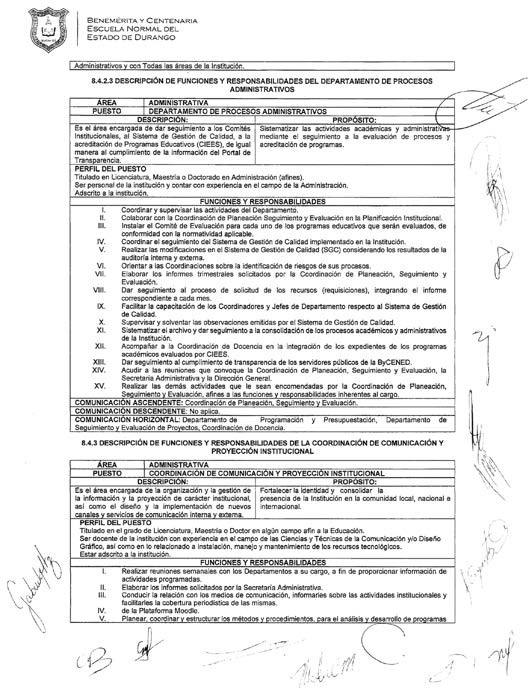 BENEMÉRITA Y CENTENARIA
ESCUELA NORMAL DEL
ESTADO DE DURANGO
Administrativos y con Todas las áreas de la Institución.
8.4.2.3 DESCRIPCIÓN DE FUNCIONES Y RESPONSABILIDADES DEL DEPARTAMENTO DE PROCESOS
ADMINISTRATIVOS
ÁREA ADMINISTRATIVA
PUESTO DEPARTAMENTO DE PROCESOS ADMINISTRATIVOS
DESCRIPCIÓN: PROPÓSITO:
Es el área encargada de dar seguimiento a los Comités Sistematizar las actividades académicas y administrativas
Institucionales, al Sistema de Gestión de Calidad, a la mediante el seguimiento a la evaluación de procesos y
acreditación de Programas Educativos (CIEES), de igual acreditación de programas.
manera al cumplimiento de la información del Portal de
Transparencia.
PERFIL DEL PUESTO
Titulado en Licenciatura, Maestría o Doctorado en Administración (afines).
Ser personal de la institución y contar con experiencia en el campo de la Administración.
Adscrito a la institución.
FUNCIONES Y RESPONSABILIDADES
I. Coordinar y supervisar las actividades del Departamento.
II. Colaborar con la Coordinación de Planeación Seguimiento y Evaluación en la Planificación Institucional.
III. Instalar el Comité de Evaluación para cada uno de los programas educativos que serán evaluados, de
conformidad con la normatividad aplicable.
IV. Coordinar el seguimiento del Sistema de Gestión de Calidad implementado en la Institución.
V. Realizar las modificaciones en el Sistema de Gestión de Calidad (SGC) considerando los resultados de la
auditoría interna y externa.
VI. Orientar a las Coordinaciones sobre la identificación de riesgos de sus procesos.
VII. Elaborar los informes trimestrales solicitados por la Coordinación de Planeación, Seguimiento y
Evaluación.
VIII. Dar seguimiento al proceso de solicitud de los recursos (requisiciones), integrando el informe
correspondiente a cada mes.
IX. Facilitar la capacitación de los Coordinadores y Jefes de Departamento respecto al Sistema de Gestión
de Calidad.
X. Supervisar y solventar las observaciones emitidas por el Sistema de Gestión de Calidad.
XI. Sistematizar el archivo y dar seguimiento a la consolidación de los procesos académicos y administrativos
de la Institución.
XII. Acompañar a la Coordinación de Docencia en la integración de los expedientes de los programas
académicos evaluados por CIEES.
XIII. Dar seguimiento al cumplimiento de transparencia de los servidores públicos de la ByCENED.
XIV. Acudir a las reuniones que convoque la Coordinación de Planeación, Seguimiento y Evaluación, la
Secretaría Administrativa y la Dirección General.
XV. Realizar las demás actividades que le sean encomendadas por la Coordinación de Planeación,
Seguimiento y Evaluación, afines a las funciones y responsabilidades inherentes al cargo.
COMUNICACIÓN ASCENDENTE: Coordinación de Planeación, Seguimiento y Evaluación.
COMUNICACIÓN DESCENDENTE: No aplica.
COMUNICACIÓN HORIZONTAL: Departamento de Programación y Presupuestación, Departamento de
Seguimiento y Evaluación de Proyectos, Coordinación de Docencia.
8.4.3 DESCRIPCIÓN DE FUNCIONES Y RESPONSABILIDADES DE LA COORDINACIÓN DE COMUNICACIÓN Y
PROYECCIÓN INSTITUCIONAL
ÁREA ADMINISTRATIVA
PUESTO COORDINACIÓN DE COMUNICACIÓN Y PROYECCIÓN INSTITUCIONAL
DESCRIPCIÓN: PROPÓSITO:
Es el área encargada de la organización y la gestión de Fortalecer la identidad y consolidar la
la información y la proyección de carácter institucional, presencia de la Institución en la comunidad local, nacional e
así como el diseño y la implementación de nuevos internacional.
canales y servicios de comunicación interna y externa.
PERFIL DEL PUESTO
Titulado en el grado de Licenciatura, Maestría o Doctor en algún campo afín a la Educación.
Ser docente de la institución con experiencia en el campo de las Ciencias y Técnicas de la Comunicación y/o Diseño
Gráfico, así como en lo relacionado a instalación, manejo y mantenimiento de los recursos tecnológicos.
Estar adscrito a la institución.
FUNCIONES Y RESPONSABILIDADES
I. Realizar reuniones semanales con los Departamentos a su cargo, a fin de proporcionar información de
actividades programadas.
II. Elaborar los informes solicitados por la Secretaría Administrativa.
III. Conducir la relación con los medios de comunicación, informarles sobre las actividades institucionales y
facilitarles la cobertura periodística de las mismas.
IV. de la Plataforma Moodle.
V. Planear, coordinar y estructurar los métodos y procedimientos, para el análisis y desarrollo de programas